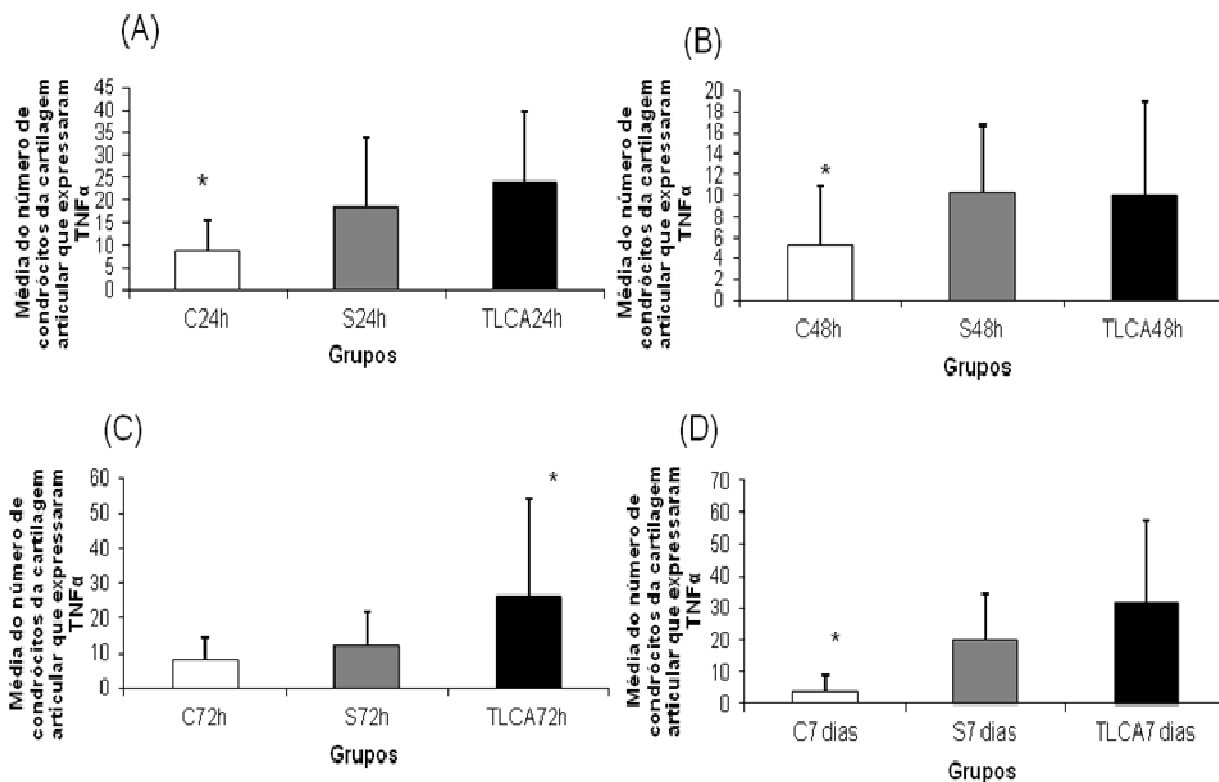 (A)
Média do número de
condrócitos da cartilagem
articular que expressaram
TNFα
45
40
35
30
25
20
15
10
5
0
*
C24h S24h TLCA24h
Grupos
(B)
Média do número de
condrócitos da cartilagem
articular que expressaram
TNFα
20
18
16
14
12
10
8
6
4
2
0
*
C48h S48h TLCA48h
Grupos
(C)
Média do número de
condrócitos da cartilagem
articular que expressaram
TNFα
60
50
40
30
20
10
0
*
C72h S72h TLCA72h
Grupos
(D)
Média do número de
condrócitos da cartilagem
articular que expressaram
TNFα
70
60
50
40
30
20
10
0
*
C7 dias S7 dias TLCA7 dias
Grupos